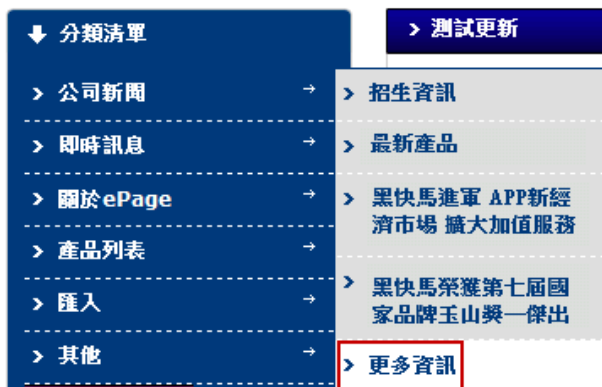 分類清單
測試更新
公司新聞
招生資訊
即時訊息
最新產品
關於ePage
黑快馬進軍 APP新經
濟市場 擴大加值服務
產品列表
匯入
黑快馬榮獲第七屆國
家品牌玉山獎一傑出
其他
更多資訊